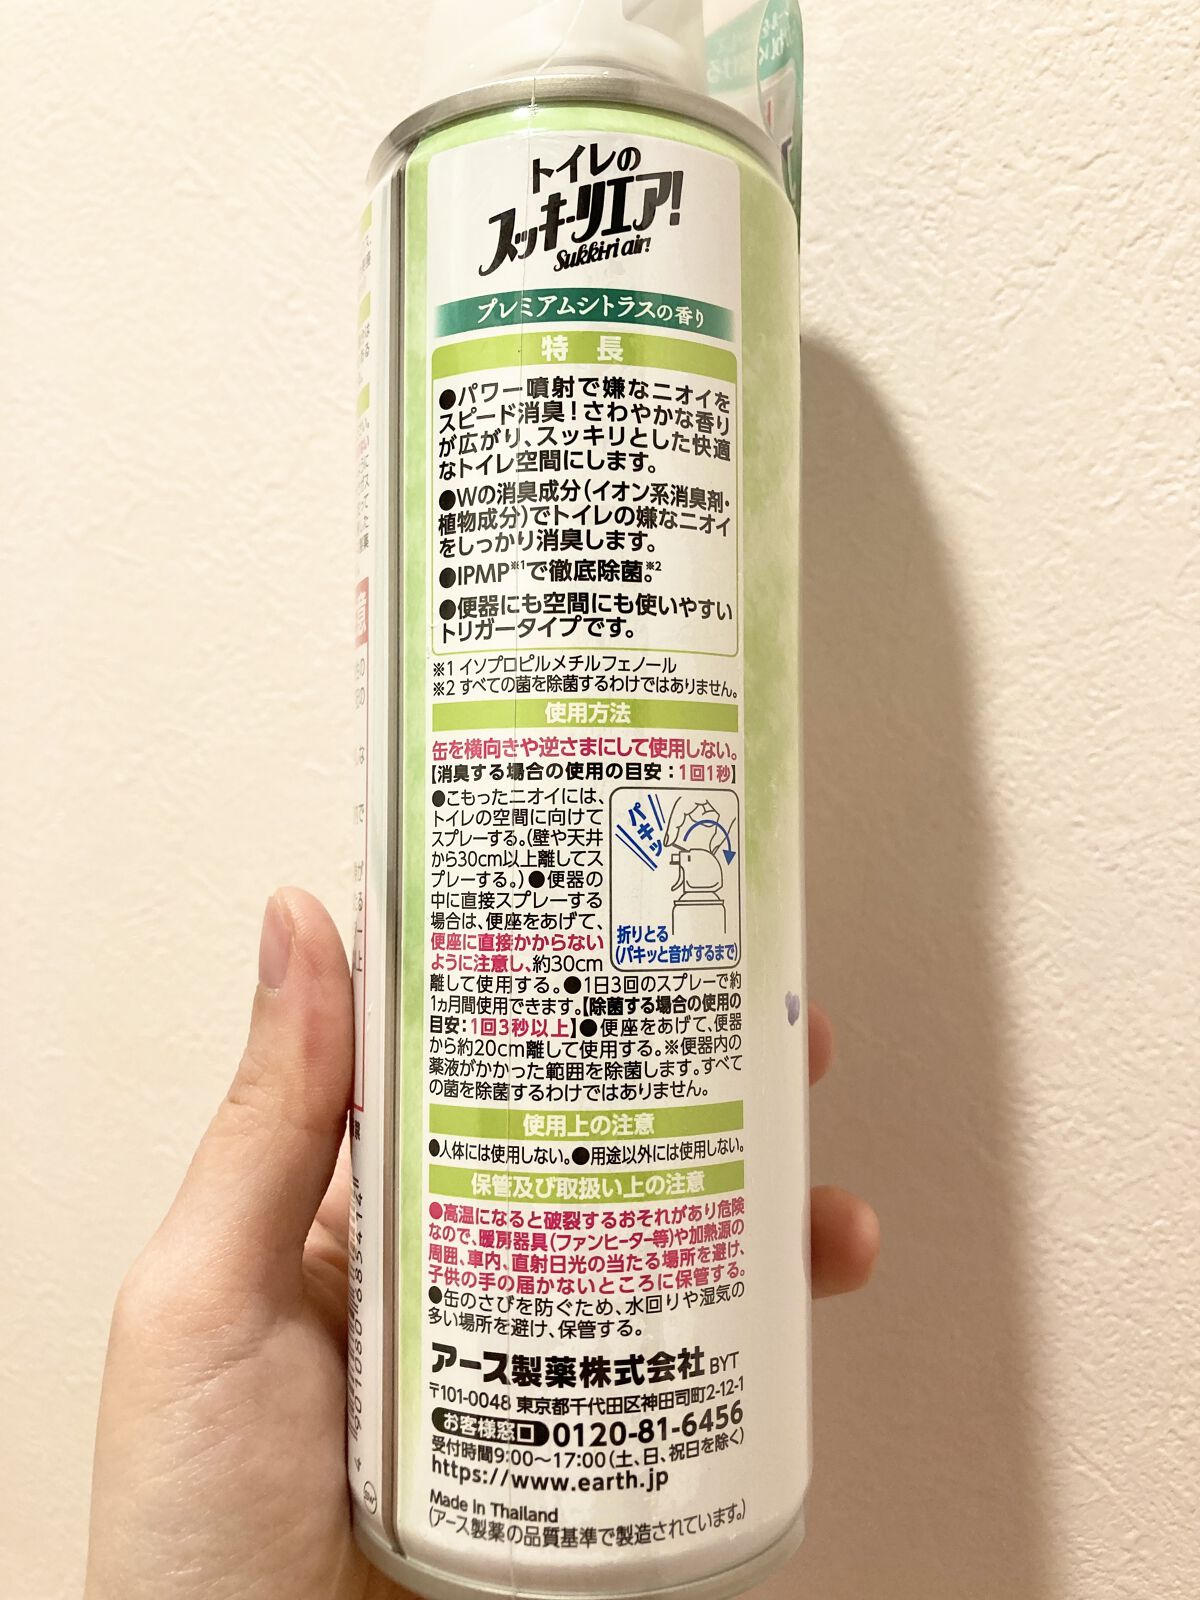 トイレの
スッキーリエア!
Sukki-ri air!
プレミアムシトラスの香り
特 長
●パワー噴射で嫌なニオイを
スピード消臭！さわやかな香り
が広がり、スッキリとした快適
なトイレ空間にします。
●Wの消臭成分(イオン系消臭剤・
植物成分)でトイレの嫌なニオイ
をしっかり消臭します。
●IPMP※1で徹底除菌。※2
●便器にも空間にも使いやすい
トリガータイプです。
※1 イソプロピルメチルフェノール
※2 すべての菌を除菌するわけではありません。
使用方法
缶を横向きや逆さまにして使用しない。
【消臭する場合の使用の目安：1回1秒】
●こもったニオイには、
トイレの空間に向けて
スプレーする。(壁や天井
から30cm以上離してス
プレーする。)●便器の
中に直接スプレーする
場合は、便座をあげて、
便座に直接かからない
ように注意し、約30cm
パキッ
折りとる
(パキッと音がするまで)
離して使用する。●1日3回のスプレーで約
1ヵ月間使用できます。【除菌する場合の使用の
目安：1回3秒以上】●便座をあげて、便器
から約20cm離して使用する。※便器内の
薬液がかかった範囲を除菌します。すべて
の菌を除菌するわけではありません。
使用上の注意
●人体には使用しない。●用途以外には使用しない。
保管及び取扱い上の注意
●高温になると破裂するおそれがあり危険
なので、暖房器具(ファンヒーター等)や加熱源の
周囲、車内、直射日光の当たる場所を避け、
子供の手の届かないところに保管する。
●缶のさびを防ぐため、水回りや湿気の
多い場所を避け、保管する。
アース製薬株式会社 BYT
〒101-0048 東京都千代田区神田司町2-12-1
お客様窓口 0120-81-6456
受付時間9:00～17:00(土、日、祝日を除く)
https://www.earth.jp
Made in Thailand
(アース製薬の品質基準で製造されています。)